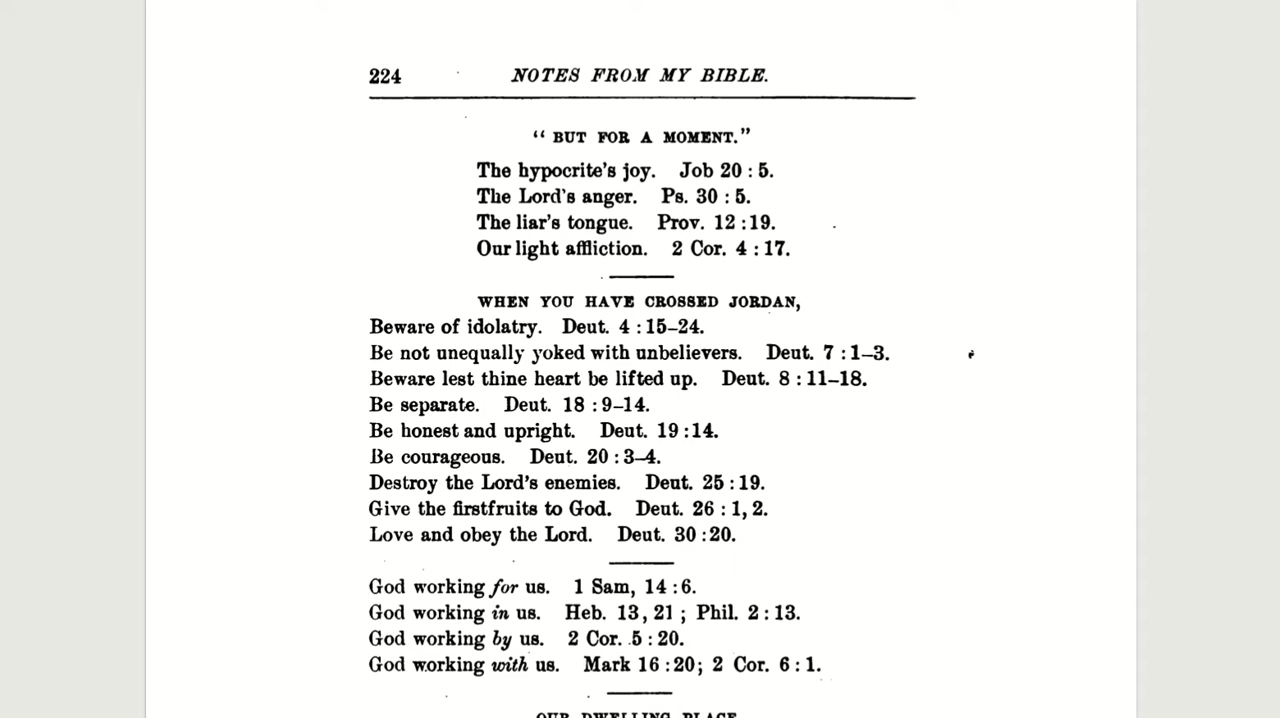 224 NOTES FROM MY BIBLE.
“ BUT FOR A MOMENT.”
The hypocrite's joy. Job 20 : 5.
The Lord's anger. Ps. 30 : 5.
The liar's tongue. Prov. 12 : 19.
Our light affliction. 2 Cor. 4 : 17.
WHEN YOU HAVE CROSSED JORDAN,
Beware of idolatry. Deut. 4 : 15–24.
Be not unequally yoked with unbelievers. Deut. 7 : 1–3.
Beware lest thine heart be lifted up. Deut. 8 : 11–18.
Be separate. Deut. 18 : 9–14.
Be honest and upright. Deut. 19 : 14.
Be courageous. Deut. 20 : 3–4.
Destroy the Lord's enemies. Deut. 25 : 19.
Give the firstfruits to God. Deut. 26 : 1, 2.
Love and obey the Lord. Deut. 30 : 20.
God working for us. 1 Sam, 14 : 6.
God working in us. Heb. 13, 21 ; Phil. 2 : 13.
God working by us. 2 Cor. 5 : 20.
God working with us. Mark 16 : 20; 2 Cor. 6 : 1.
OUR DWELLING PLACE